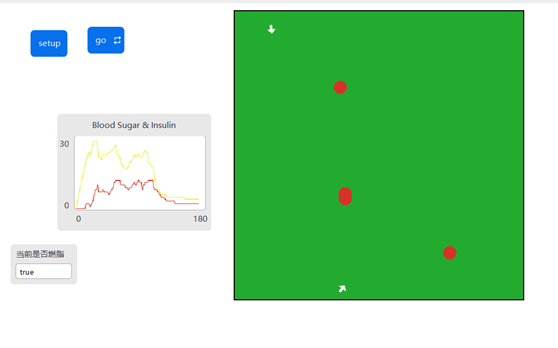 setup
go
Blood Sugar & Insulin
30
0
0
180
当前是否燃脂
true